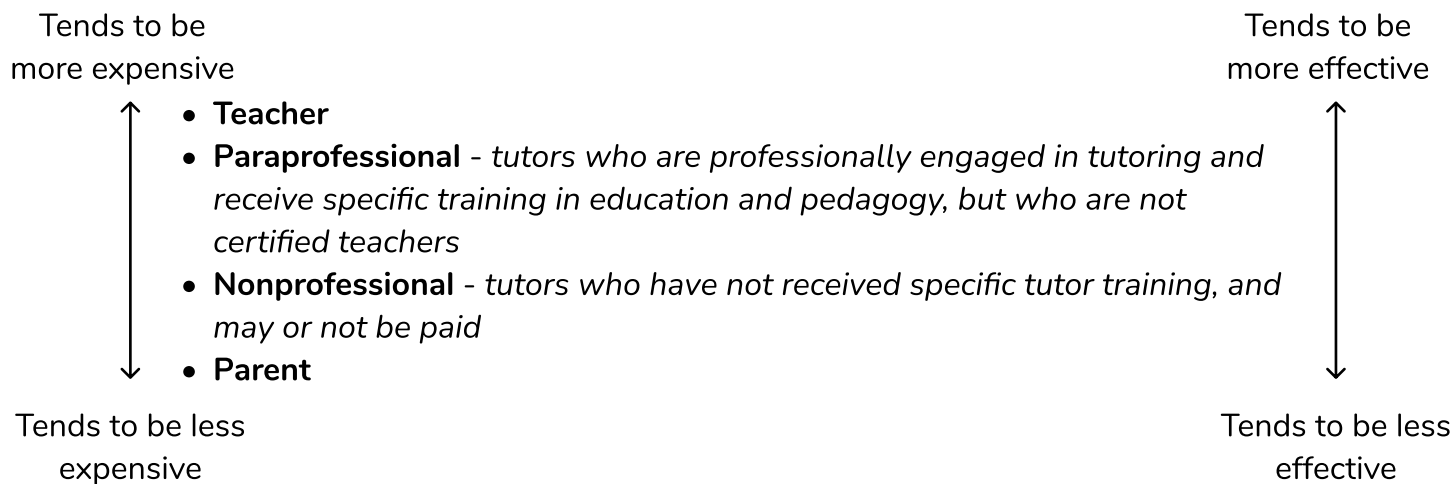 Tends to be
more expensive
Tends to be
more effective
• Teacher
• Paraprofessional - tutors who are professionally engaged in tutoring and
receive specific training in education and pedagogy, but who are not
certified teachers
• Nonprofessional - tutors who have not received specific tutor training, and
may or not be paid
• Parent
Tends to be less
expensive
Tends to be less
effective